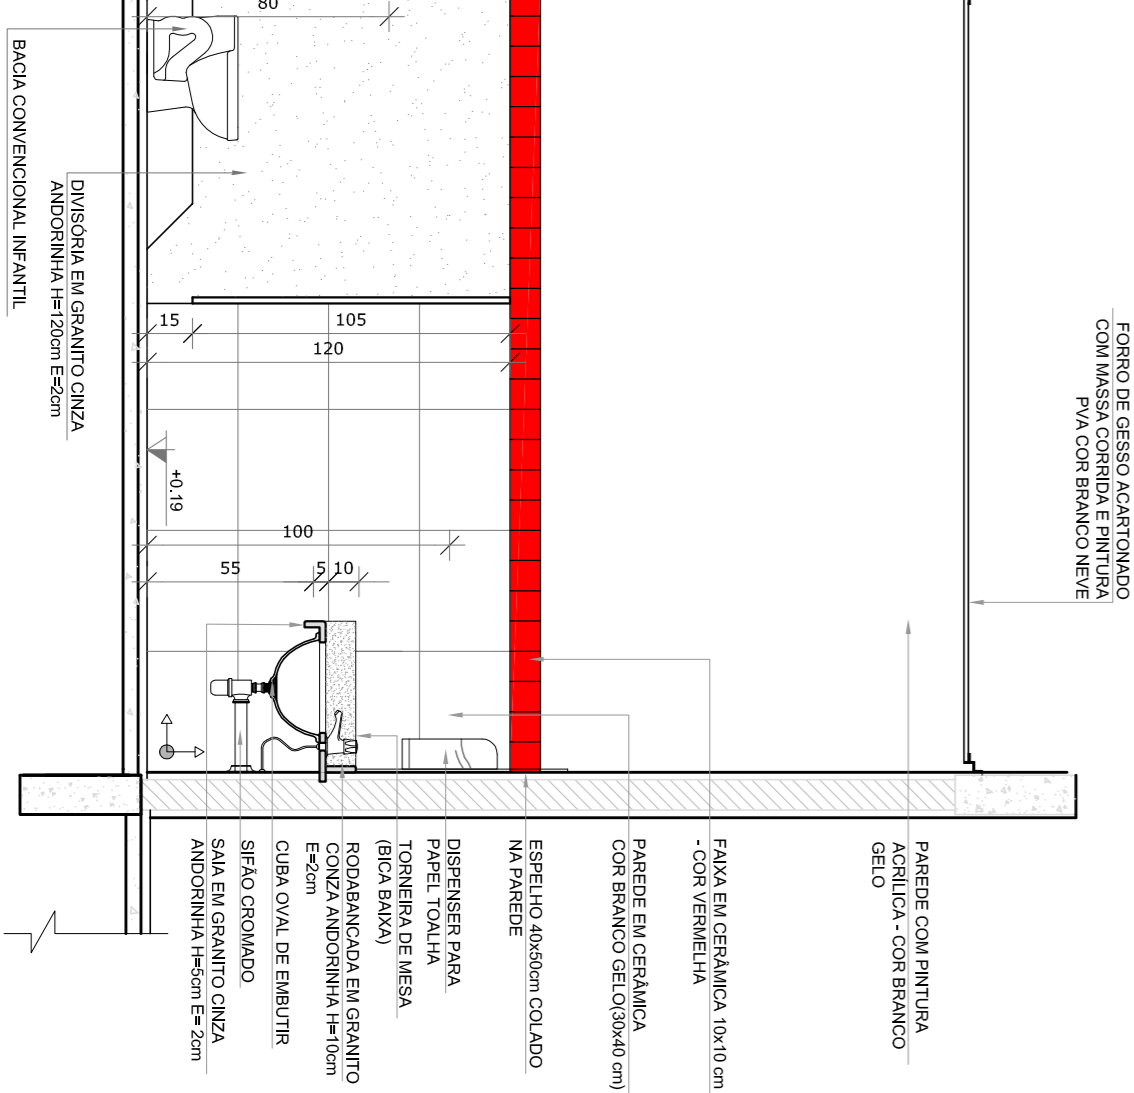 FORRO DE GESSO ACARTONADO
COM MASSA CORRIDA E PINTURA
PVA COR BRANCO NEVE
PAREDE COM PINTURA
ACRÍLICA - COR BRANCO
GELO
FAIXA EM CERÂMICA 10x10 cm
- COR VERMELHA
PAREDE EM CERÂMICA
COR BRANCO GELO(30x40 cm)
ESPELHO 40x50cm COLADO
NA PAREDE
DISPENSER PARA
PAPEL TOALHA
TORNEIRA DE MESA
(BICA BAIXA)
RODABANCADA EM GRANITO
CONZA ANDORINHA H=10cm
E=2cm
CUBA OVAL DE EMBUTIR
SIFÃO CROMADO
SAIA EM GRANITO CINZA
ANDORINHA H=5cm E= 2cm
DIVISÓRIA EM GRANITO CINZA
ANDORINHA H=120cm E=2cm
BACIA CONVENCIONAL INFANTIL
80
15
105
120
+0.19
100
55
5
10